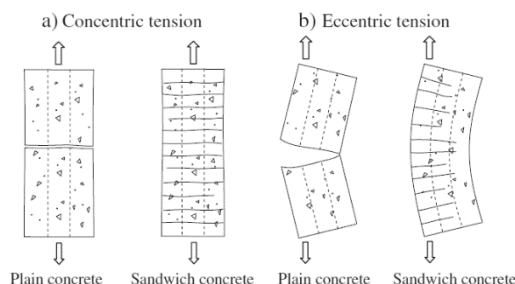 a) Concentric tension
b) Eccentric tension
Plain concrete
Sandwich concrete
Plain concrete
Sandwich concrete